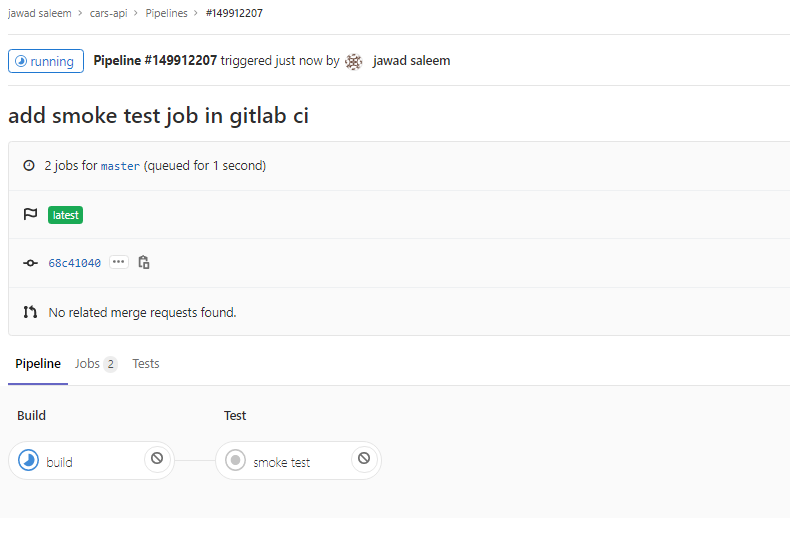 jawad saleem > cars-api > Pipelines > #149912207
running Pipeline #149912207 triggered just now by jawad saleem
add smoke test job in gitlab ci
2 jobs for master (queued for 1 second)
latest
68c41040
No related merge requests found.
Pipeline Jobs 2 Tests
Build Test
build smoke test